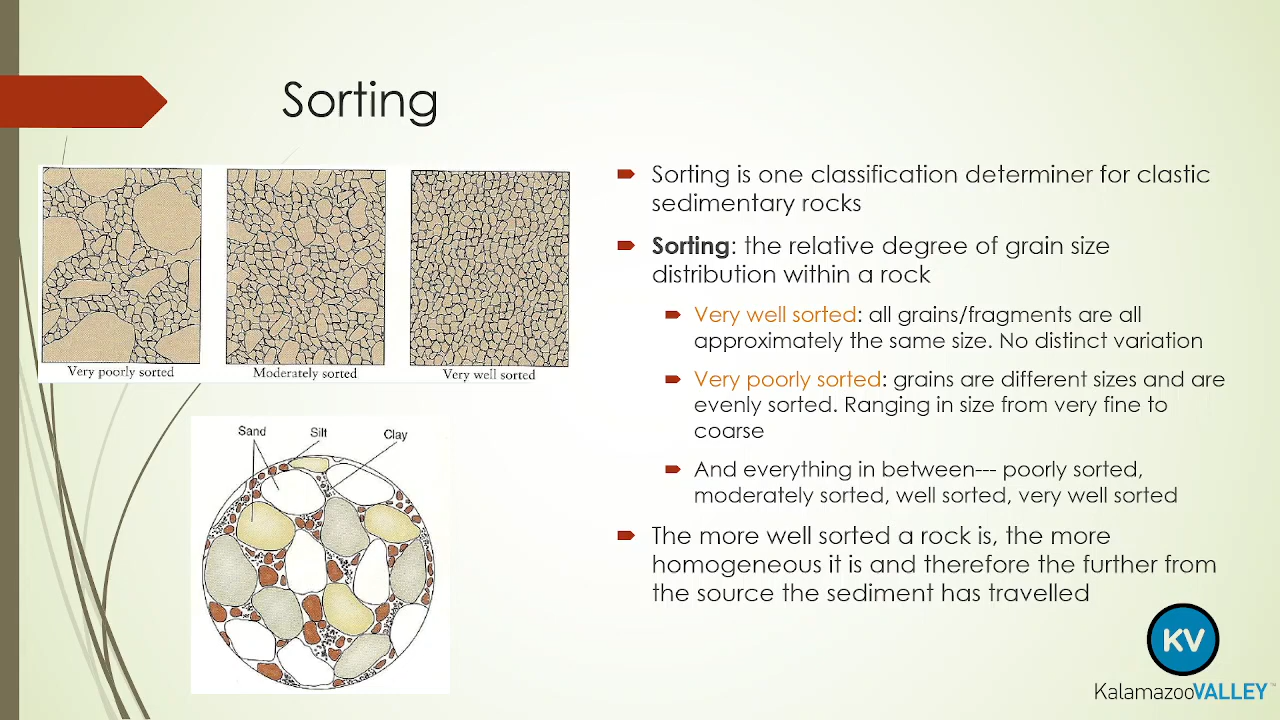 Sorting
Very poorly sorted
Moderately sorted
Very well sorted
Sand
Silt
Clay
Sorting is one classification determiner for clastic
sedimentary rocks
Sorting: the relative degree of grain size
distribution within a rock
Very well sorted: all grains/fragments are all
approximately the same size. No distinct variation
Very poorly sorted: grains are different sizes and are
evenly sorted. Ranging in size from very fine to
coarse
And everything in between--- poorly sorted,
moderately sorted, well sorted, very well sorted
The more well sorted a rock is, the more
homogeneous it is and therefore the further from
the source the sediment has travelled
KV
KalamazooVALLEY™